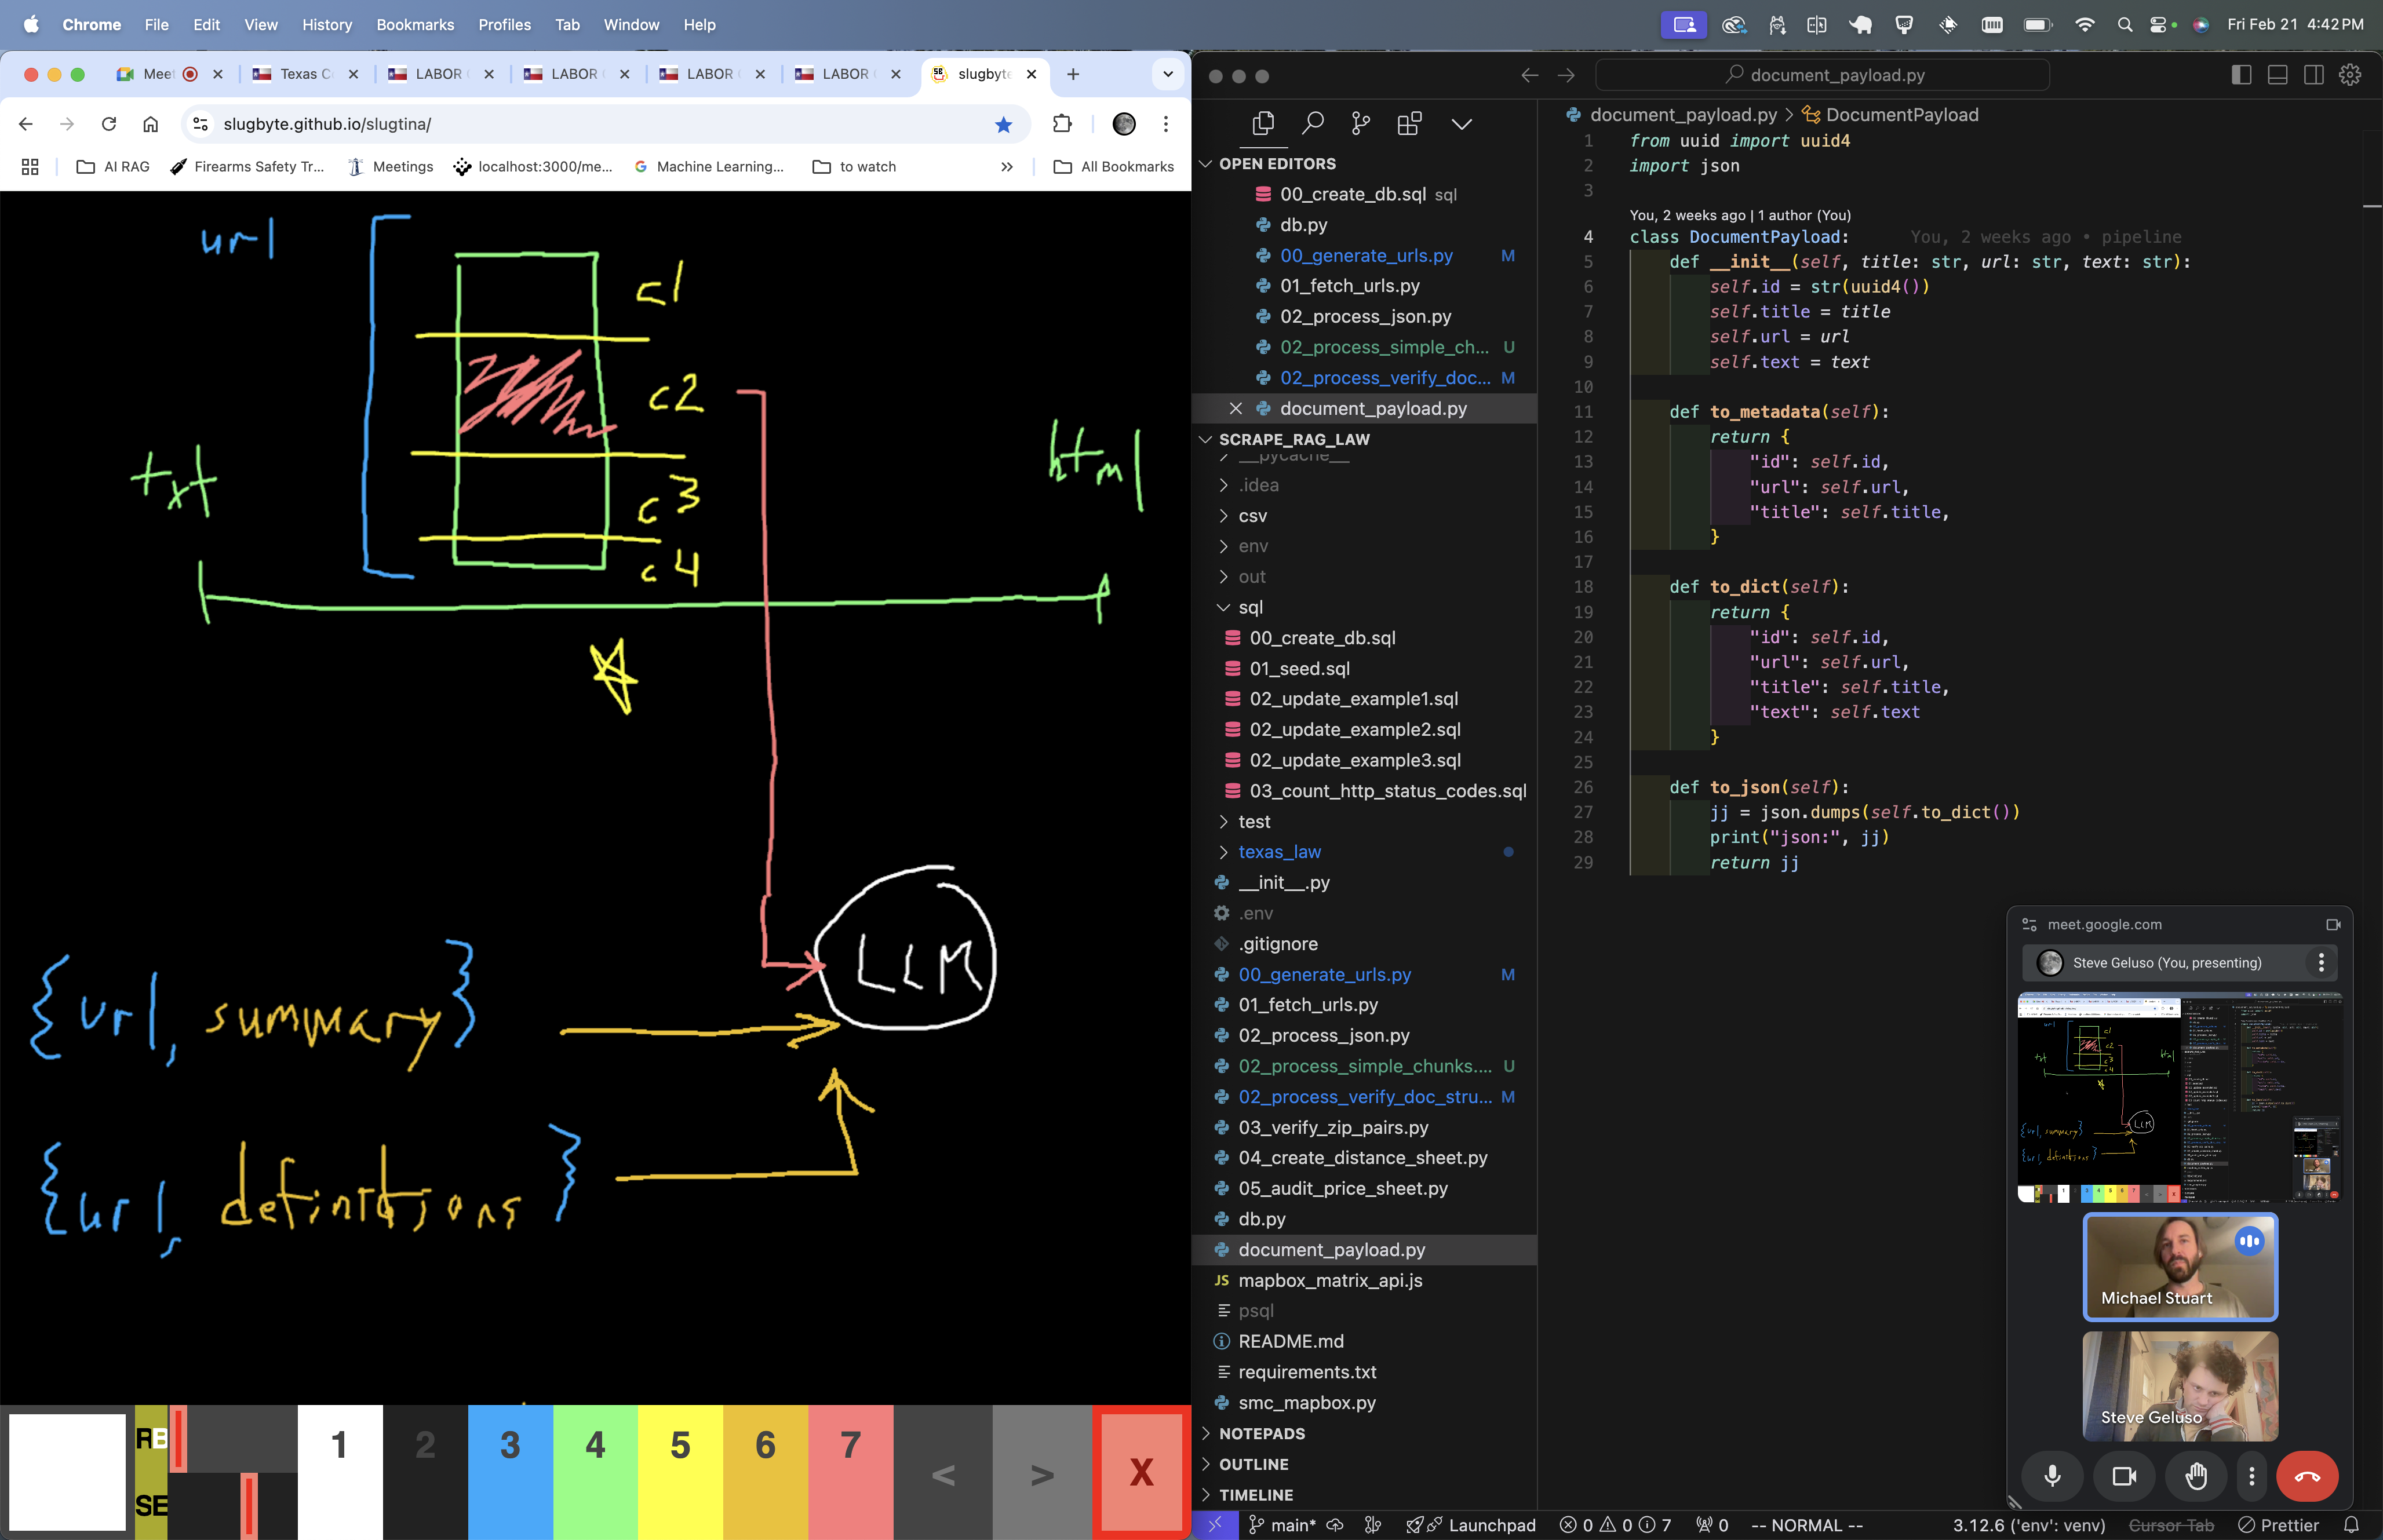 Chrome File Edit View History Bookmarks Profiles Tab Window Help
Fri Feb 21 4:42 PM
Meet
Texas C
LABOR
LABOR
LABOR
LABOR
slugbyte
slugbyte.github.io/slugtina/
AI RAG
Firearms Safety Tr...
Meetings
localhost:3000/me...
Machine Learning...
to watch
»
All Bookmarks
url
c1
c2
c3
c4
txt
html
LLM
{url, summary}
{url, definitions}
RB
SE
1
2
3
4
5
6
7
<
>
X
document_payload.py
OPEN EDITORS
00_create_db.sql sql
db.py
00_generate_urls.py M
01_fetch_urls.py
02_process_json.py
02_process_simple_ch... U
02_process_verify_doc... M
document_payload.py
SCRAPE_RAG_LAW
__pycache__
.idea
csv
env
out
sql
00_create_db.sql
01_seed.sql
02_update_example1.sql
02_update_example2.sql
02_update_example3.sql
03_count_http_status_codes.sql
test
texas_law
__init__.py
.env
.gitignore
00_generate_urls.py M
01_fetch_urls.py
02_process_json.py
02_process_simple_chunks.... U
02_process_verify_doc_stru... M
03_verify_zip_pairs.py
04_create_distance_sheet.py
05_audit_price_sheet.py
db.py
document_payload.py
JS mapbox_matrix_api.js
psql
README.md
requirements.txt
smc_mapbox.py
NOTEPADS
OUTLINE
TIMELINE
document_payload.py > DocumentPayload
1 from uuid import uuid4
2 import json
3
You, 2 weeks ago | 1 author (You)
4 class DocumentPayload: You, 2 weeks ago • pipeline
5 def __init__(self, title: str, url: str, text: str):
6 self.id = str(uuid4())
7 self.title = title
8 self.url = url
9 self.text = text
10
11 def to_metadata(self):
12 return {
13 "id": self.id,
14 "url": self.url,
15 "title": self.title,
16 }
17
18 def to_dict(self):
19 return {
20 "id": self.id,
21 "url": self.url,
22 "title": self.title,
23 "text": self.text
24 }
25
26 def to_json(self):
27 jj = json.dumps(self.to_dict())
28 print("json:", jj)
29 return jj
meet.google.com
Steve Geluso (You, presenting)
url
c1
c2
c3
c4
txt
html
LLM
{url, summary}
{url, definitions}
Michael Stuart
Steve Geluso
main* Launchpad 0 0 7 0 -- NORMAL -- 3.12.6 ('env': venv) Cursor Tab Prettier